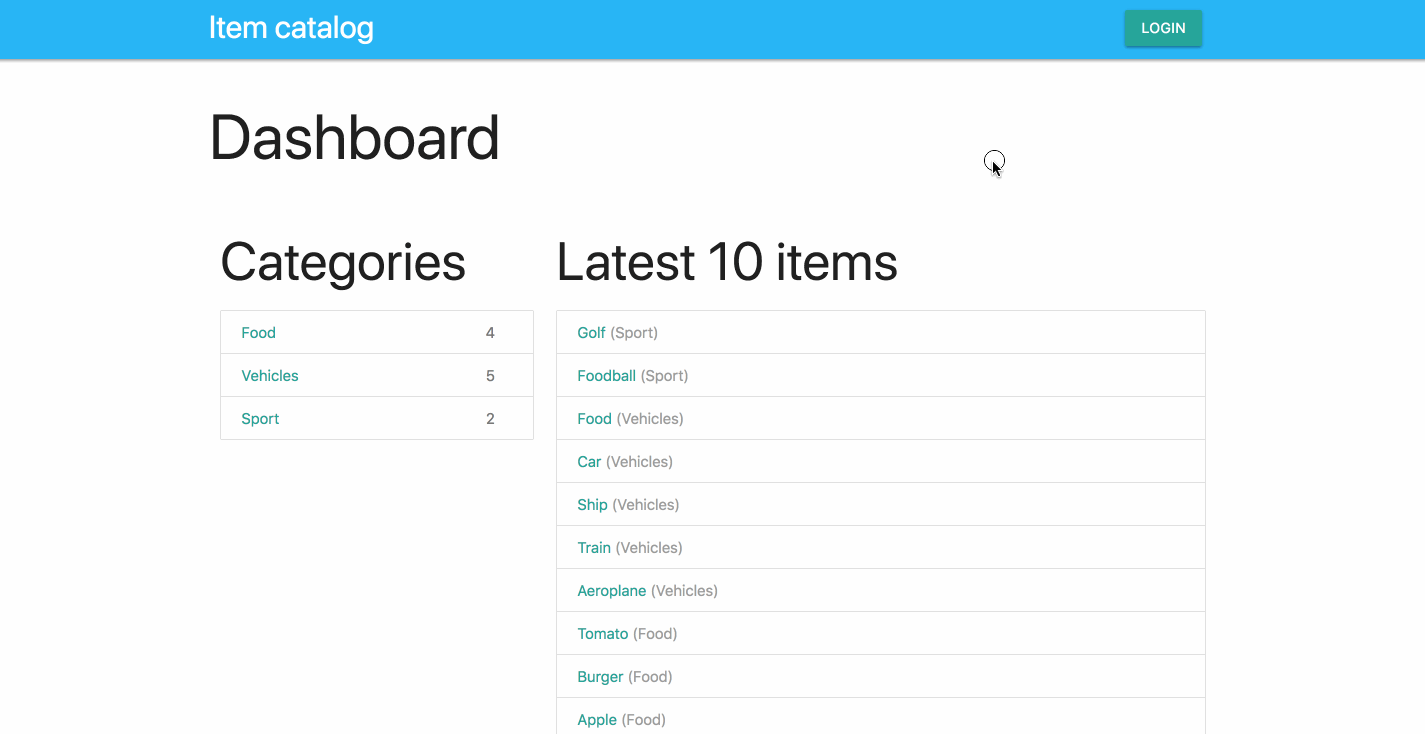 Item catalog
LOGIN
Dashboard
Categories
Food 4
Vehicles 5
Sport 2
Latest 10 items
Golf (Sport)
Foodball (Sport)
Food (Vehicles)
Car (Vehicles)
Ship (Vehicles)
Train (Vehicles)
Aeroplane (Vehicles)
Tomato (Food)
Burger (Food)
Apple (Food)